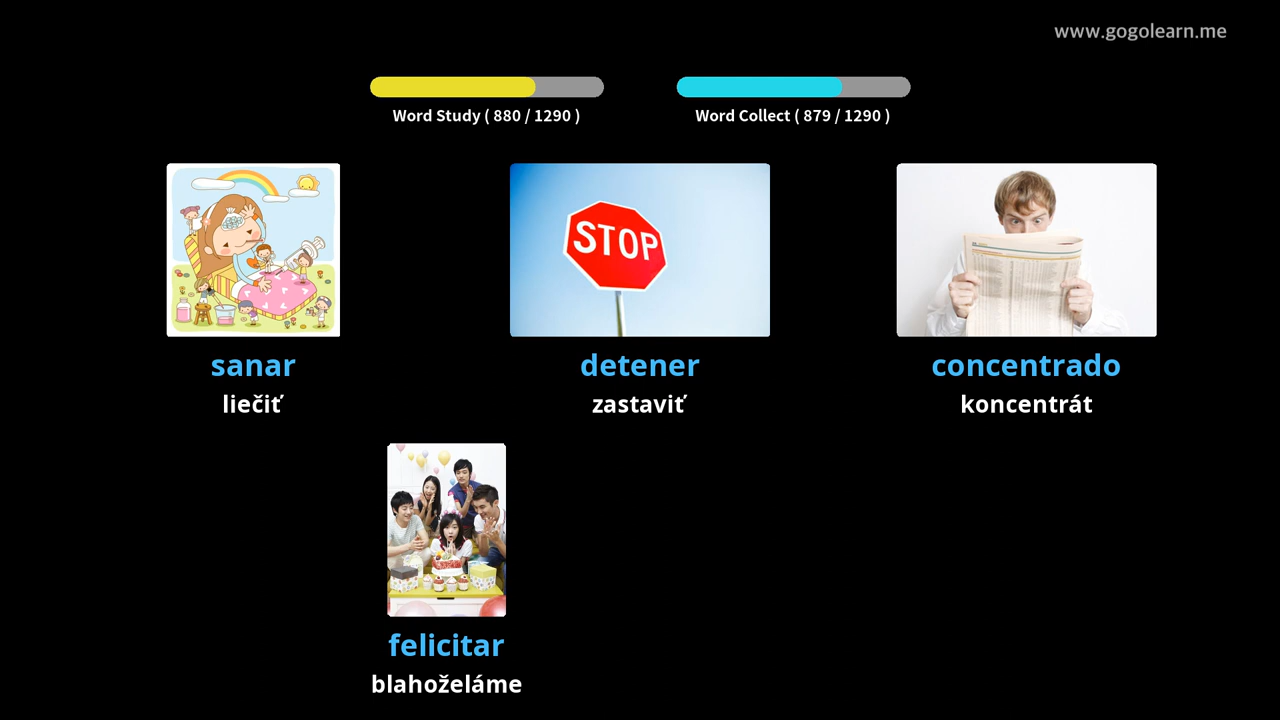 www.gogolearn.me
Word Study ( 880 / 1290 )
Word Collect ( 879 / 1290 )
STOP
sanar
detener
concentrado
liečiť
zastaviť
koncentrát
felicitar
blahoželáme